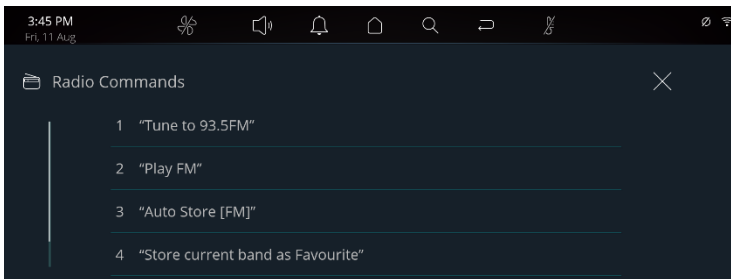 3:45 PM
Fri, 11 Aug
Radio Commands
1 “Tune to 93.5FM”
2 “Play FM”
3 “Auto Store [FM]”
4 “Store current band as Favourite”